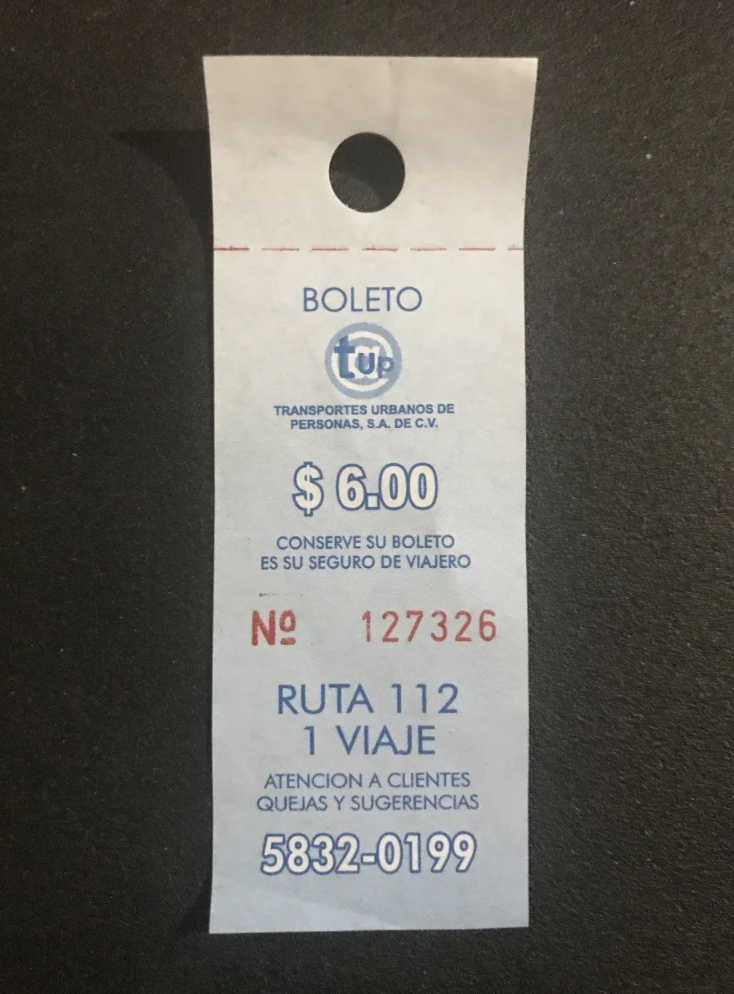 BOLETO
tup
TRANSPORTES URBANOS DE
PERSONAS, S.A. DE C.V.
$ 6.00
CONSERVE SU BOLETO
ES SU SEGURO DE VIAJERO
Nº 127326
RUTA 112
1 VIAJE
ATENCION A CLIENTES
QUEJAS Y SUGERENCIAS
5832-0199